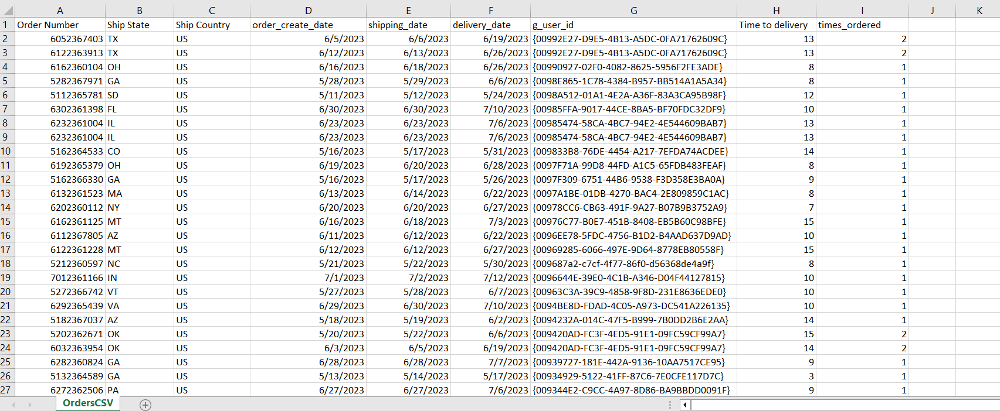 A B C D E F G H I J K
1 Order Number Ship State Ship Country order_create_date shipping_date delivery_date g_user_id Time to delivery times_ordered
2 6052367403 TX US 6/5/2023 6/6/2023 6/19/2023 {00992E27-D9E5-4B13-A5DC-0FA71762609C} 13 2
3 6122363913 TX US 6/12/2023 6/13/2023 6/26/2023 {00992E27-D9E5-4B13-A5DC-0FA71762609C} 13 2
4 6162360104 OH US 6/16/2023 6/18/2023 6/26/2023 {00990927-02F0-4082-8625-5956F2FE3ADE} 8 1
5 5282367971 GA US 5/28/2023 5/29/2023 6/6/2023 {0098E865-1C78-4384-B957-BB514A1A5A34} 8 1
6 5112365781 SD US 5/11/2023 5/12/2023 5/24/2023 {0098A512-01A1-4E2A-A36F-83A3CA95B98F} 12 1
7 6302361398 FL US 6/30/2023 6/30/2023 7/10/2023 {00985FFA-9017-44CE-8BA5-BF70FDC32DF9} 10 1
8 6232361004 IL US 6/23/2023 6/23/2023 7/6/2023 {00985474-58CA-4BC7-94E2-4E544609BAB7} 13 1
9 6232361004 IL US 6/23/2023 6/23/2023 7/6/2023 {00985474-58CA-4BC7-94E2-4E544609BAB7} 13 1
10 5162364533 CO US 5/16/2023 5/17/2023 5/31/2023 {009833B8-76DE-4454-A217-7EFDA74ACDEE} 14 1
11 6192365379 OH US 6/19/2023 6/20/2023 6/28/2023 {0097F71A-99D8-44FD-A1C5-65FDB483FEAF} 8 1
12 5162366330 GA US 5/16/2023 5/17/2023 5/26/2023 {0097F309-6751-44B6-9538-F3D358E3BA0A} 9 1
13 6132361523 MA US 6/13/2023 6/14/2023 6/22/2023 {0097A1BE-01DB-4270-BAC4-2E809859C1AC} 8 1
14 6202360112 NY US 6/20/2023 6/20/2023 6/27/2023 {00978CC6-CB63-491F-9A27-B07B9B3752A9} 7 1
15 6162361125 MT US 6/16/2023 6/18/2023 7/3/2023 {00976C77-B0E7-451B-8408-EB5B60C98BFE} 15 1
16 6112367805 AZ US 6/11/2023 6/12/2023 6/22/2023 {0096EE78-5FDC-4756-B1D2-B4AAD637D9AD} 10 1
17 6122361228 MT US 6/12/2023 6/12/2023 6/27/2023 {00969285-6066-497E-9D64-8778EB80558F} 15 1
18 5212360597 NC US 5/21/2023 5/22/2023 5/30/2023 {009687a2-c7cf-4f77-86f0-d56368de4a9f} 8 1
19 7012361166 IN US 7/1/2023 7/2/2023 7/12/2023 {0096644E-39E0-4C1B-A346-D04F44127815} 10 1
20 5272366742 VT US 5/27/2023 5/28/2023 6/7/2023 {00963C3A-39C9-4858-9F8D-231E8636EDE0} 10 1
21 6292365439 VA US 6/29/2023 6/30/2023 7/10/2023 {0094BE8D-FDAD-4C05-A973-DC541A226135} 10 1
22 5182367037 AZ US 5/18/2023 5/19/2023 6/2/2023 {0094232A-014C-47F5-B999-7B0DD2B6E2AA} 14 1
23 5202362671 OK US 5/20/2023 5/22/2023 6/6/2023 {009420AD-FC3F-4ED5-91E1-09FC59CF99A7} 15 2
24 6032363954 OK US 6/3/2023 6/5/2023 6/19/2023 {009420AD-FC3F-4ED5-91E1-09FC59CF99A7} 14 2
25 6282360824 GA US 6/28/2023 6/28/2023 7/7/2023 {00939727-181E-442A-9136-10AA7517CE95} 9 1
26 5132364589 GA US 5/13/2023 5/14/2023 5/17/2023 {00934929-5122-41FF-87C6-7E0CFE117D7C} 3 1
27 6272362506 PA US 6/27/2023 6/27/2023 7/6/2023 {009344E2-C9CC-4A97-8D86-BA9BBDD0091F} 9 1
OrdersCSV